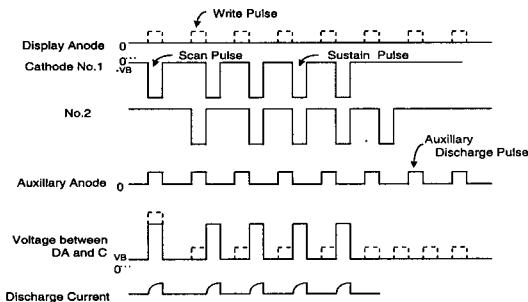 Write Pulse
Display Anode 0
Cathode No.1 0
-VB
Scan Pulse
Sustain Pulse
No.2
Auxillary
Discharge Pulse
Auxillary Anode 0
Voltage between
DA and C
VB
0
Discharge Current